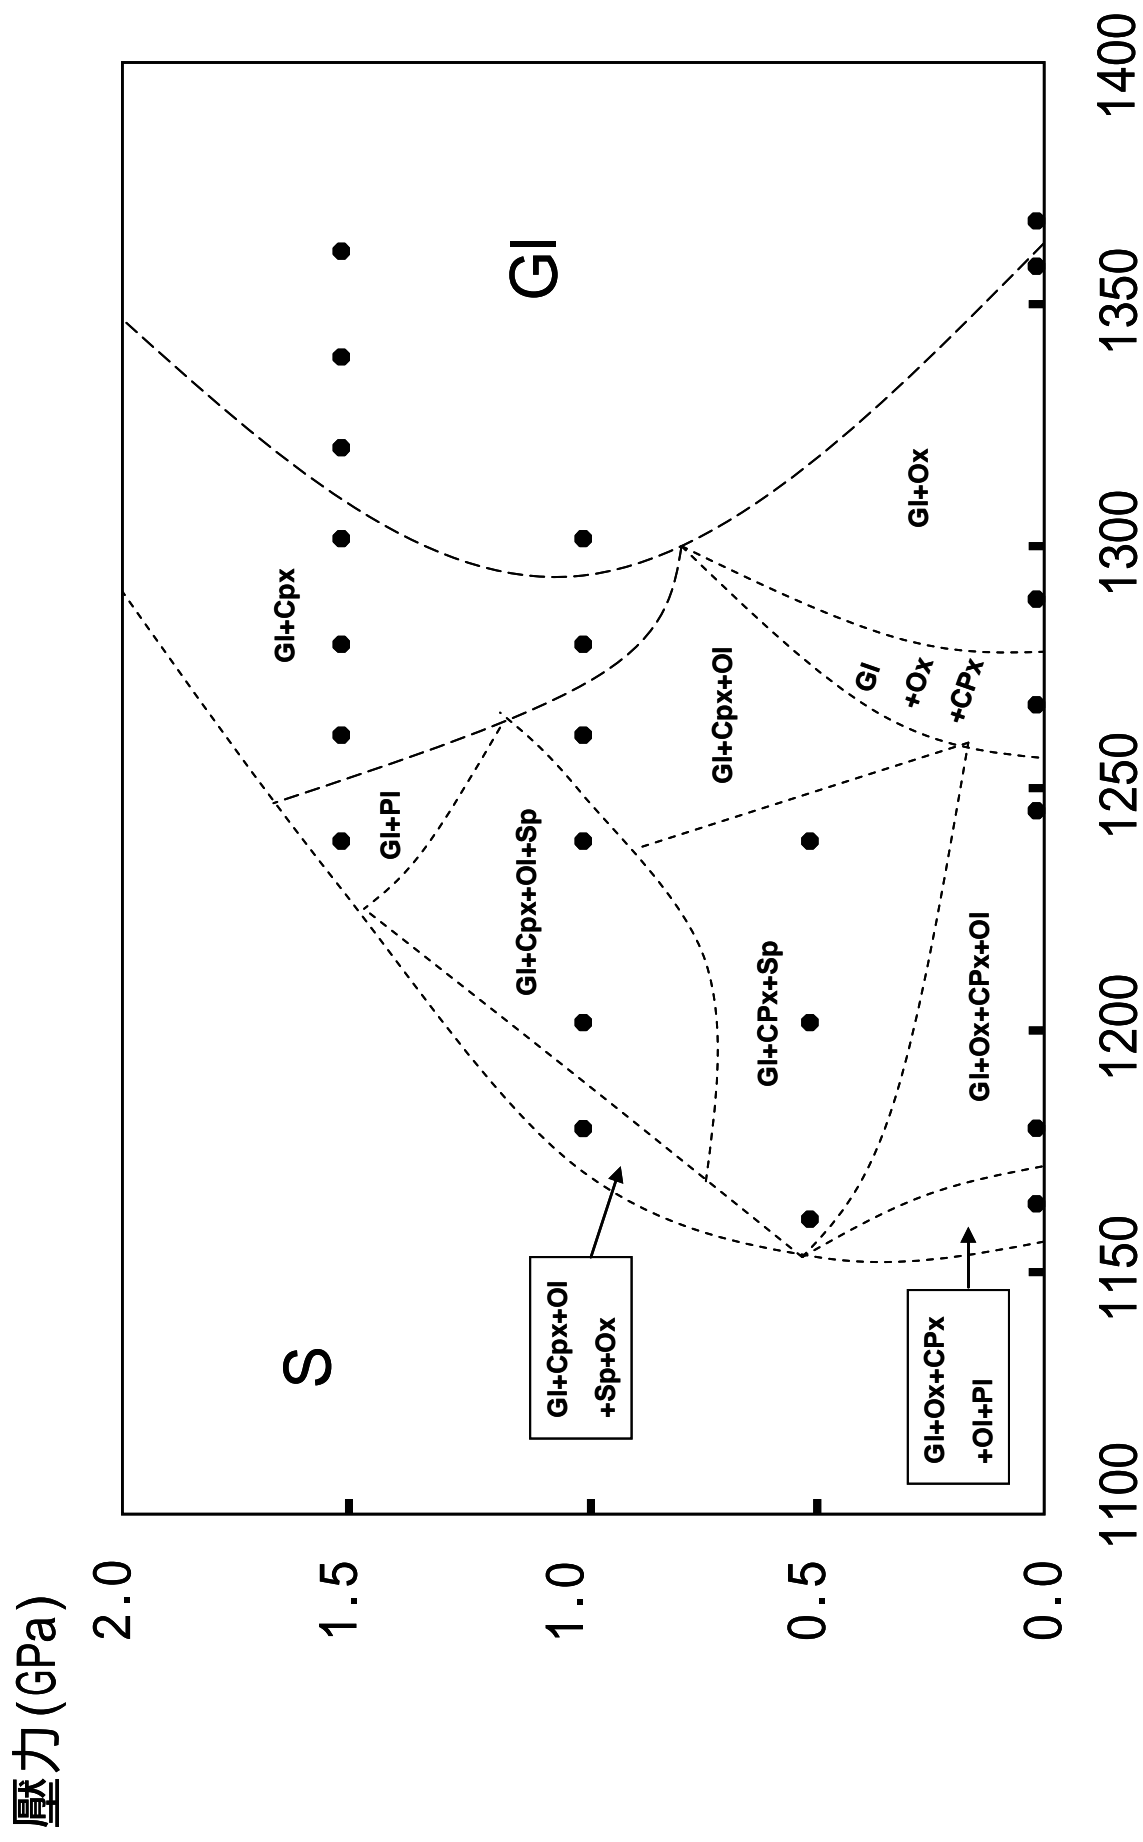 壓力(GPa)
2.0
1.5
1.0
0.5
0.0
1100
1150
1200
1250
1300
1350
1400
S
Gl
Gl+Cpx
Gl+Pl
Gl+Cpx+Ol+Sp
Gl+Cpx+Ol
Gl+CPx+Sp
Gl
+Ox
+CPx
Gl+Ox
Gl+Ox+CPx+Ol
Gl+Cpx+Ol
+Sp+Ox
Gl+Ox+CPx
+Ol+Pl